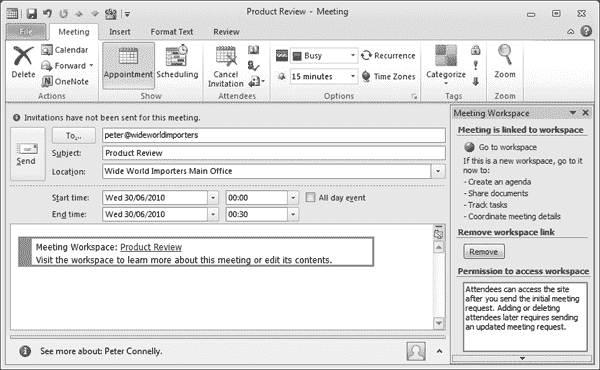 Product Review - Meeting
File Meeting Insert Format Text Review
Delete
Calendar
Forward
OneNote
Actions
Appointment Scheduling
Show
Cancel Invitation
Attendees
Busy
15 minutes
Recurrence
Time Zones
Options
Categorize
Tags
Zoom
Zoom
Invitations have not been sent for this meeting.
Send
To...
peter@wideworldimporters
Subject:
Product Review
Location:
Wide World Importers Main Office
Start time:
Wed 30/06/2010
00:00
All day event
End time:
Wed 30/06/2010
00:30
Meeting Workspace: Product Review
Visit the workspace to learn more about this meeting or edit its contents.
See more about: Peter Connelly.
Meeting Workspace
Meeting is linked to workspace
Go to workspace
If this is a new workspace, go to it
now to:
- Create an agenda
- Share documents
- Track tasks
- Coordinate meeting details
Remove workspace link
Remove
Permission to access workspace
Attendees can access the site
after you send the initial meeting
request. Adding or deleting
attendees later requires sending
an updated meeting request.